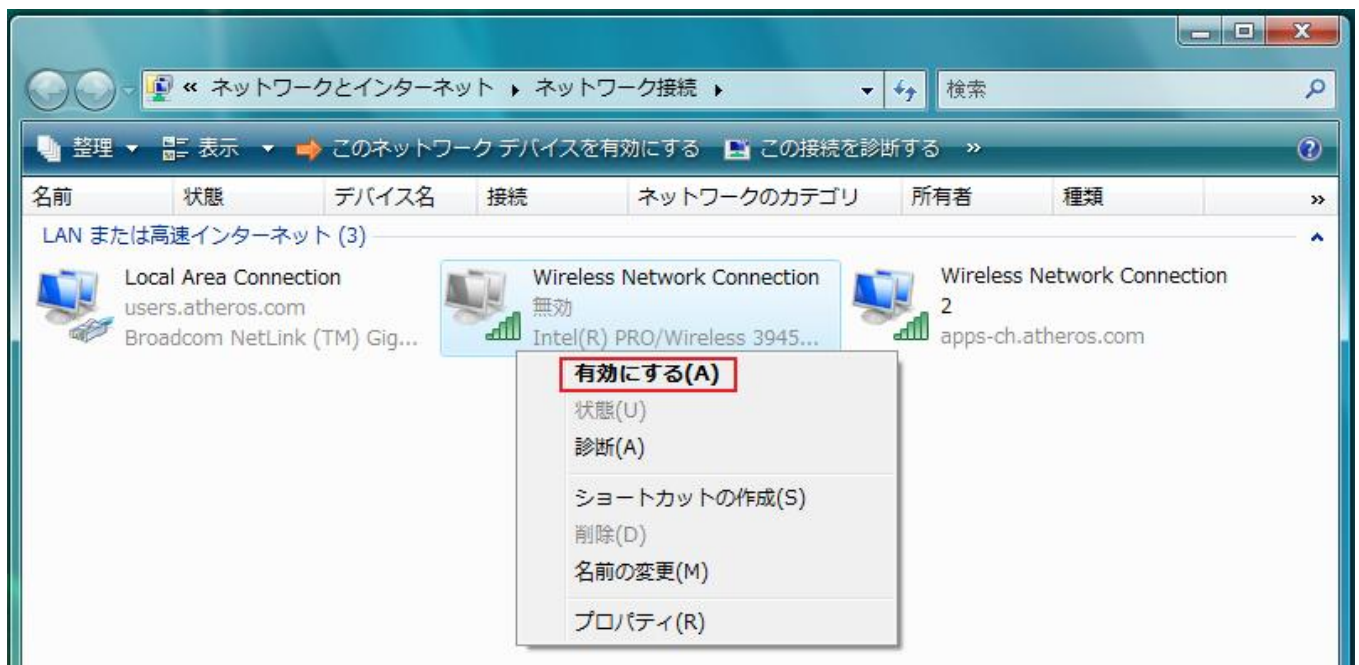 « ネットワークとインターネット ▸ ネットワーク接続 ▸ 検索
整理 表示 このネットワーク デバイスを有効にする この接続を診断する »
名前 状態 デバイス名 接続 ネットワークのカテゴリ 所有者 種類 »
LAN または高速インターネット (3)
Local Area Connection
users.atheros.com
Broadcom NetLink (TM) Gig...
Wireless Network Connection
無効
Intel(R) PRO/Wireless 3945...
Wireless Network Connection
2
apps-ch.atheros.com
有効にする(A)
状態(U)
診断(A)
ショートカットの作成(S)
削除(D)
名前の変更(M)
プロパティ(R)